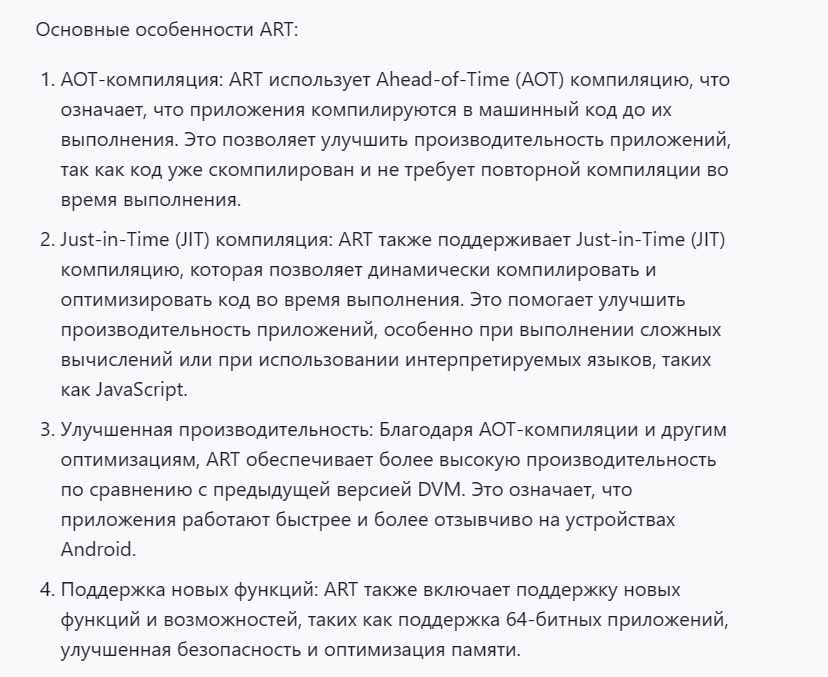 Основные особенности ART:
1. AOT-компиляция: ART использует Ahead-of-Time (AOT) компиляцию, что
означает, что приложения компилируются в машинный код до их
выполнения. Это позволяет улучшить производительность приложений,
так как код уже скомпилирован и не требует повторной компиляции во
время выполнения.
2. Just-in-Time (JIT) компиляция: ART также поддерживает Just-in-Time (JIT)
компиляцию, которая позволяет динамически компилировать и
оптимизировать код во время выполнения. Это помогает улучшить
производительность приложений, особенно при выполнении сложных
вычислений или при использовании интерпретируемых языков, таких
как JavaScript.
3. Улучшенная производительность: Благодаря AOT-компиляции и другим
оптимизациям, ART обеспечивает более высокую производительность
по сравнению с предыдущей версией DVM. Это означает, что
приложения работают быстрее и более отзывчиво на устройствах
Android.
4. Поддержка новых функций: ART также включает поддержку новых
функций и возможностей, таких как поддержка 64-битных приложений,
улучшенная безопасность и оптимизация памяти.